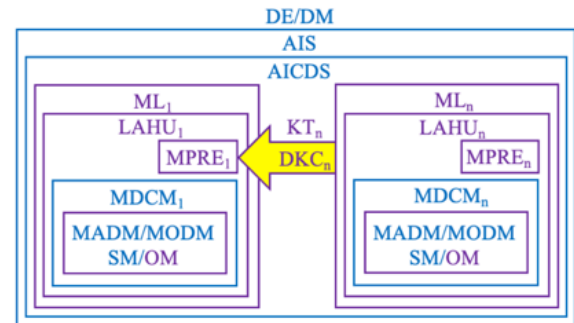 DE/DM
AIS
AICDS
ML₁
LAHU₁
MPRE₁
MDCM₁
MADM/MODM
SM/OM
KTₙ
DKCₙ
MLₙ
LAHUₙ
MPREₙ
MDCMₙ
MADM/MODM
SM/OM